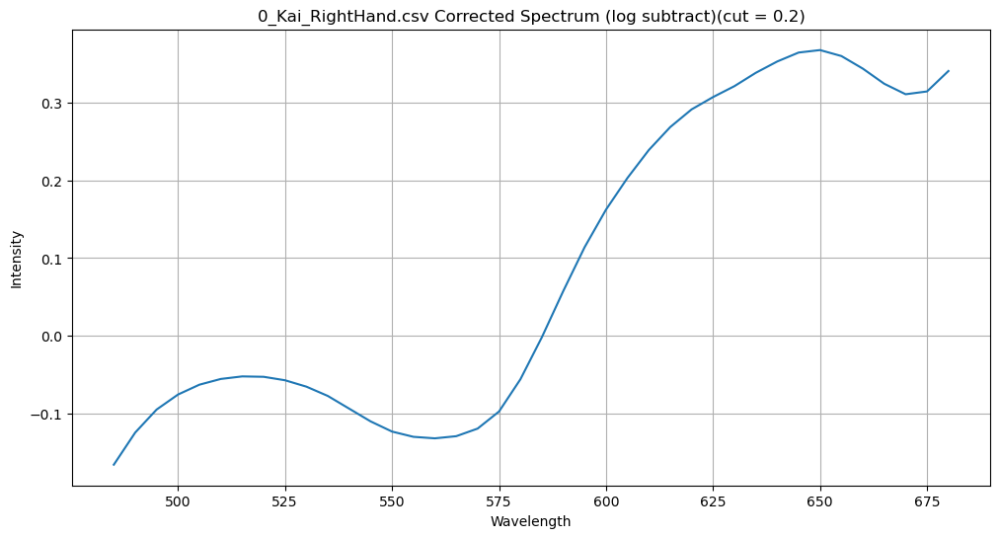 0_Kai_RightHand.csv Corrected Spectrum (log subtract)(cut = 0.2)
Intensity
0.3
0.2
0.1
0.0
−0.1
500 525 550 575 600 625 650 675
Wavelength